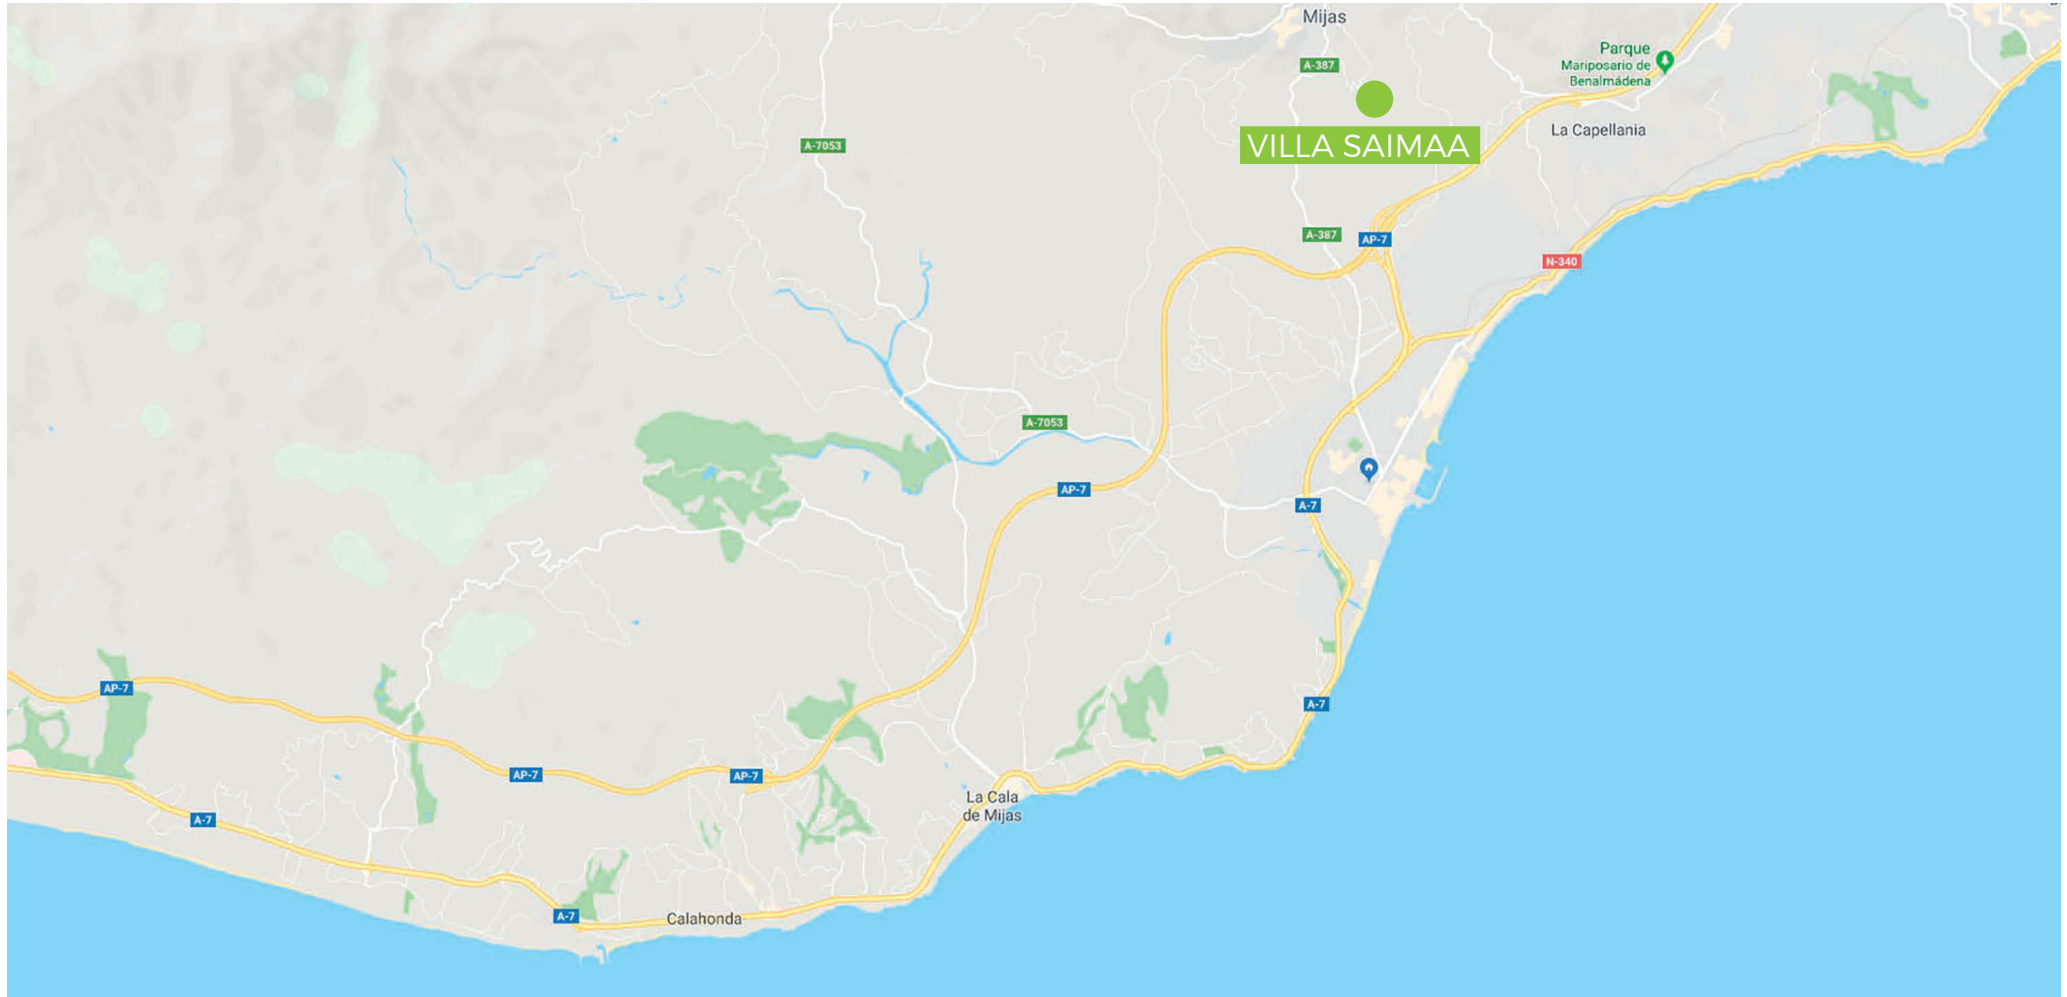 Mijas
A-387
Parque
Mariposario de
Benalmádena
VILLA SAIMAA
La Capellania
A-7053
A-387
AP-7
N-340
A-7053
AP-7
A-7
AP-7
A-7
AP-7
AP-7
La Cala
de Mijas
A-7
A-7
Calahonda